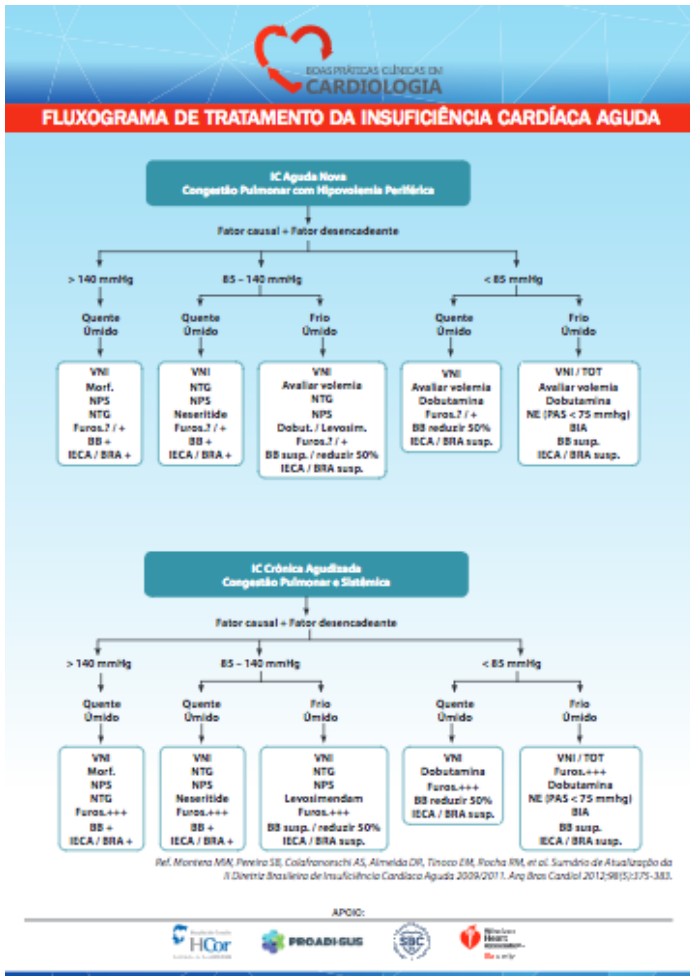 BOAS PRÁTICAS CLÍNICAS EM
CARDIOLOGIA
FLUXOGRAMA DE TRATAMENTO DA INSUFICIÊNCIA CARDÍACA AGUDA
IC Aguda Nova
Congestão Pulmonar com Hipovolemia Periférica
Fator causal + Fator desencadeante
> 140 mmHg
85 – 140 mmHg
< 85 mmHg
Quente
Úmido
Quente
Úmido
Frio
Úmido
Quente
Úmido
Frio
Úmido
VNI
Morf.
NPS
NTG
Furos.? / +
BB +
IECA / BRA +
VNI
NTG
NPS
Neseritide
Furos.? / +
BB +
IECA / BRA +
VNI
Avaliar volemia
NTG
NPS
Dobut. / Levosim.
Furos.? / +
BB susp. / reduzir 50%
IECA / BRA susp.
VNI
Avaliar volemia
Dobutamina
Furos.? / +
BB reduzir 50%
IECA / BRA susp.
VNI / TOT
Avaliar volemia
Dobutamina
NE (PAS < 75 mmhg)
BIA
BB susp.
IECA / BRA susp.
IC Crônica Agudizada
Congestão Pulmonar e Sistêmica
Fator causal + Fator desencadeante
> 140 mmHg
85 – 140 mmHg
< 85 mmHg
Quente
Úmido
Quente
Úmido
Frio
Úmido
Quente
Úmido
Frio
Úmido
VNI
Morf.
NPS
NTG
Furos.+++
BB +
IECA / BRA +
VNI
NTG
NPS
Neseritide
Furos.+++
BB +
IECA / BRA +
VNI
NTG
NPS
Levosimendam
Furos.+++
BB susp. / reduzir 50%
IECA / BRA susp.
VNI
Dobutamina
Furos.+++
BB reduzir 50%
IECA / BRA susp.
VNI / TOT
Furos.+++
Dobutamina
NE (PAS < 75 mmhg)
BIA
BB susp.
IECA / BRA susp.
Ref. Montera MW, Pereira SB, Colafranceschi AS, Almeida DR, Tinoco EM, Rocha RM, et al. Sumário de Atualização da
II Diretriz Brasileira de Insuficiência Cardíaca Aguda 2009/2011. Arq Bras Cardiol 2012;98(5):375-383.
APOIO:
HCor
PROADI-SUS
SBC
Heart